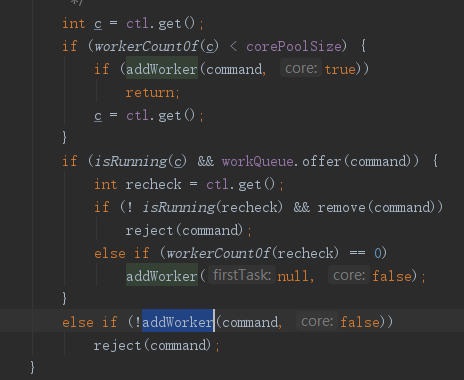 */
int c = ctl.get();
if (workerCountOf(c) < corePoolSize) {
if (addWorker(command, core: true))
return;
c = ctl.get();
}
if (isRunning(c) && workQueue.offer(command)) {
int recheck = ctl.get();
if (! isRunning(recheck) && remove(command))
reject(command);
else if (workerCountOf(recheck) == 0)
addWorker( firstTask: null, core: false);
}
else if (!addWorker(command, core: false))
reject(command);
}